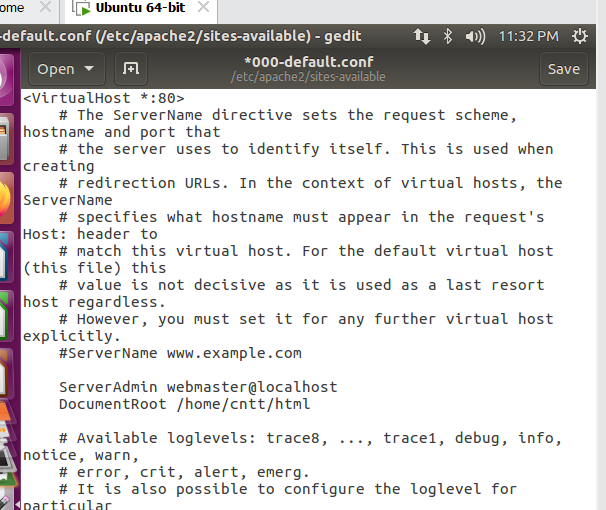 ome
Ubuntu 64-bit
-default.conf (/etc/apache2/sites-available) - gedit
11:32 PM
Open
*000-default.conf
/etc/apache2/sites-available
Save
<VirtualHost *:80>
# The ServerName directive sets the request scheme,
hostname and port that
# the server uses to identify itself. This is used when
creating
# redirection URLs. In the context of virtual hosts, the
ServerName
# specifies what hostname must appear in the request's
Host: header to
# match this virtual host. For the default virtual host
(this file) this
# value is not decisive as it is used as a last resort
host regardless.
# However, you must set it for any further virtual host
explicitly.
#ServerName www.example.com
ServerAdmin webmaster@localhost
DocumentRoot /home/cntt/html
# Available loglevels: trace8, ..., trace1, debug, info,
notice, warn,
# error, crit, alert, emerg.
# It is also possible to configure the loglevel for
particular